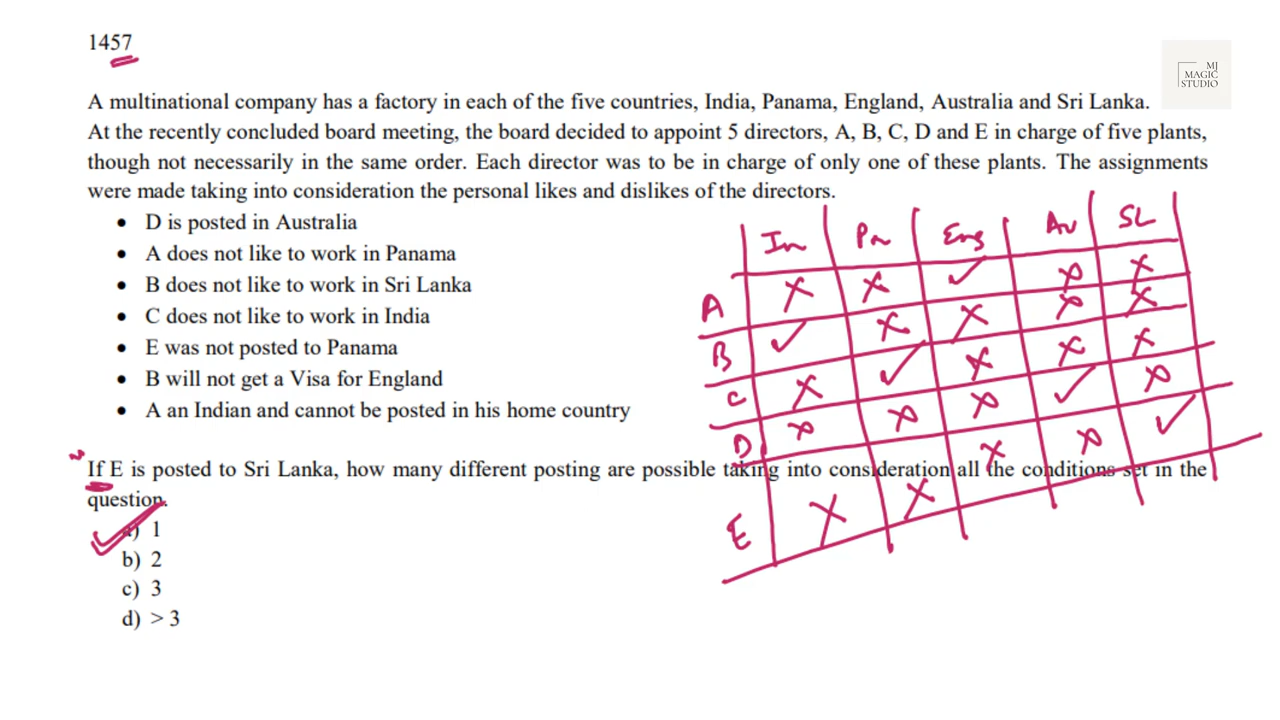 1457
MJ
MAGIC
STUDIO
A multinational company has a factory in each of the five countries, India, Panama, England, Australia and Sri Lanka.
At the recently concluded board meeting, the board decided to appoint 5 directors, A, B, C, D and E in charge of five plants,
though not necessarily in the same order. Each director was to be in charge of only one of these plants. The assignments
were made taking into consideration the personal likes and dislikes of the directors.
• D is posted in Australia
• A does not like to work in Panama
• B does not like to work in Sri Lanka
• C does not like to work in India
• E was not posted to Panama
• B will not get a Visa for England
• A an Indian and cannot be posted in his home country
In Pn Eng Au SL
A
B
C
D
E
If E is posted to Sri Lanka, how many different posting are possible taking into consideration all the conditions set in the
question.
a) 1
b) 2
c) 3
d) > 3